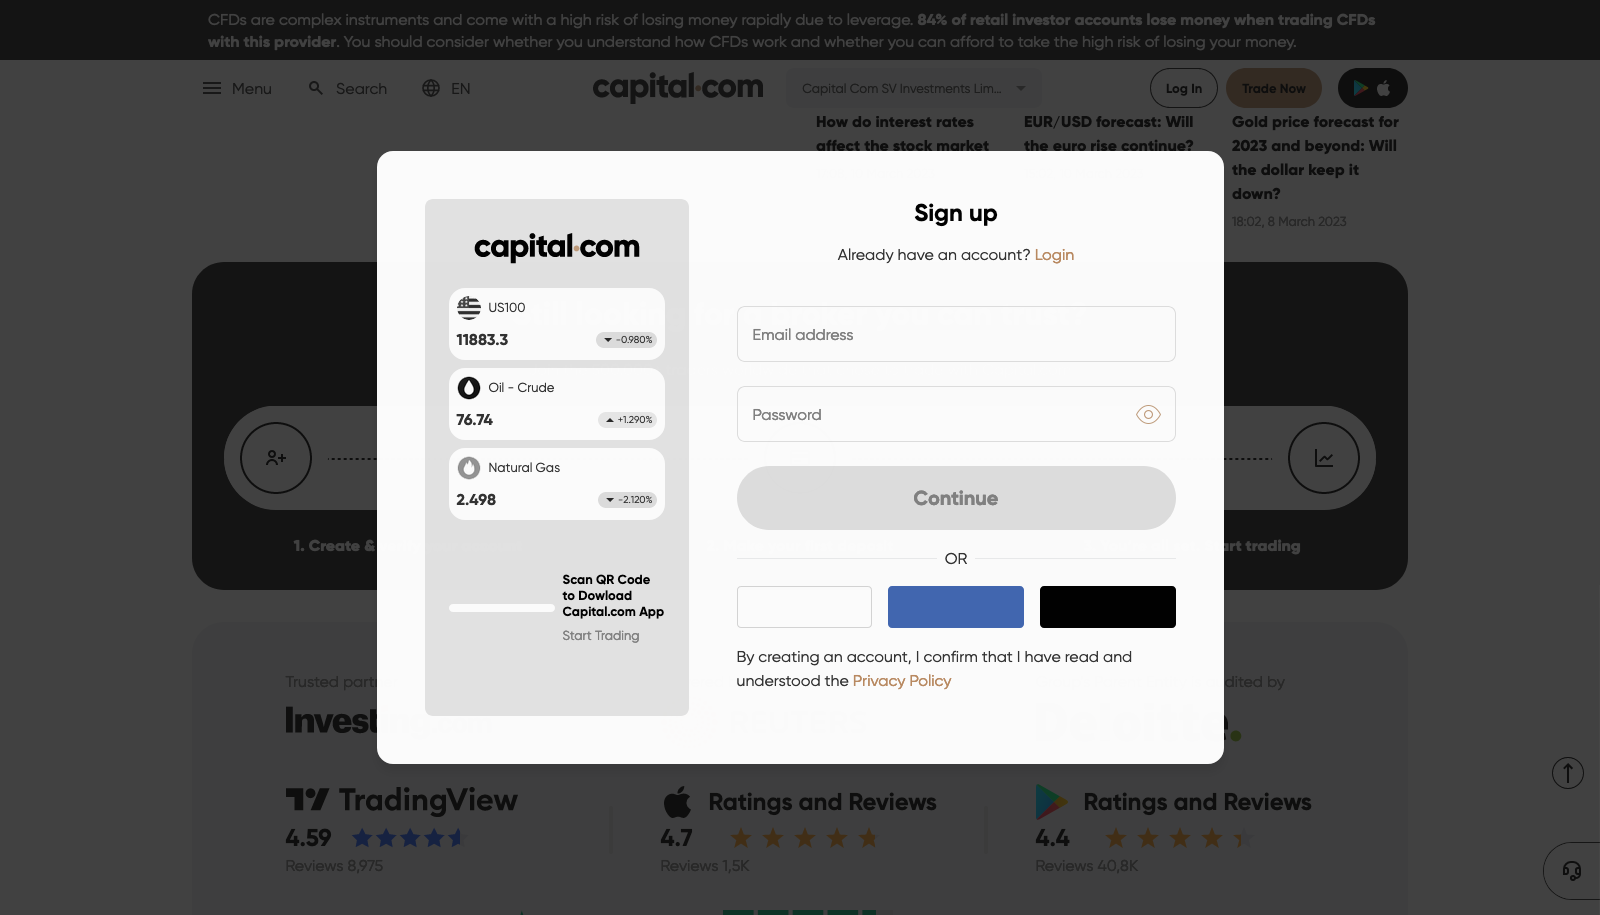 CFDs are complex instruments and come with a high risk of losing money rapidly due to leverage. 84% of retail investor accounts lose money when trading CFDs
with this provider. You should consider whether you understand how CFDs work and whether you can afford to take the high risk of losing your money.
Menu
Search
EN
capital.com
Capital Com SV Investments Lim...
Log In
Trade Now
How do interest rates
affect the stock market
EUR/USD forecast: Will
the euro rise continue?
Gold price forecast for
2023 and beyond: Will
the dollar keep it
down?
18:02, 8 March 2023
capital.com
US100
11883.3
-0.980%
Oil - Crude
76.74
+1.290%
Natural Gas
2.498
-2.120%
Scan QR Code
to Dowload
Capital.com App
Start Trading
Sign up
Already have an account? Login
Email address
Password
Continue
OR
By creating an account, I confirm that I have read and
understood the Privacy Policy
1. Create &
art trading
Trusted part
dited by
Invest
TradingView
4.59
Reviews 8,975
Ratings and Reviews
4.7
Reviews 1,5K
Ratings and Reviews
4.4
Reviews 40,8K